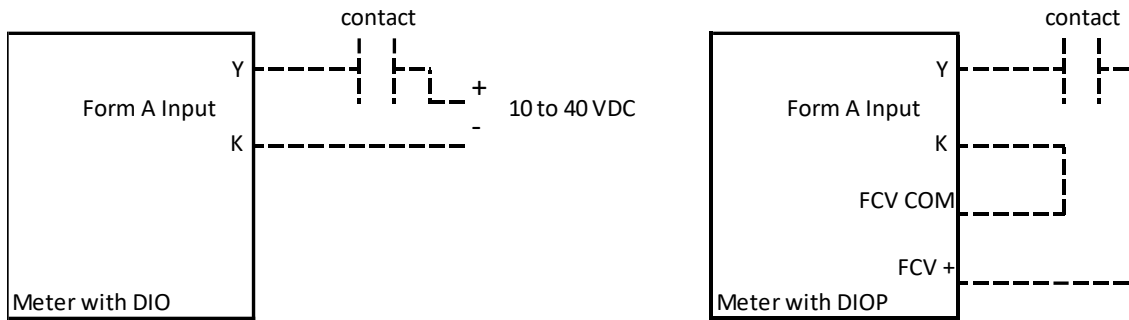 contact
Y
+
Form A Input
10 to 40 VDC
-
K
Meter with DIO
contact
Y
Form A Input
K
FCV COM
FCV +
Meter with DIOP